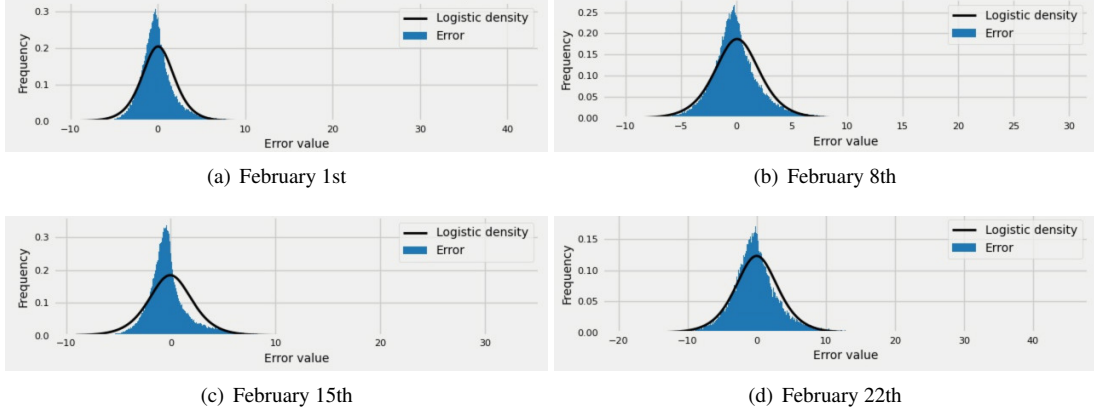 Frequency
0.3
0.2
0.1
0.0
−10
0
10
20
30
40
Error value
Logistic density
Error
(a) February 1st
Frequency
0.25
0.20
0.15
0.10
0.05
0.00
−10
−5
0
5
10
15
20
25
30
Error value
Logistic density
Error
(b) February 8th
Frequency
0.3
0.2
0.1
0.0
−10
0
10
20
30
Error value
Logistic density
Error
(c) February 15th
Frequency
0.15
0.10
0.05
0.00
−20
−10
0
10
20
30
40
Error value
Logistic density
Error
(d) February 22th